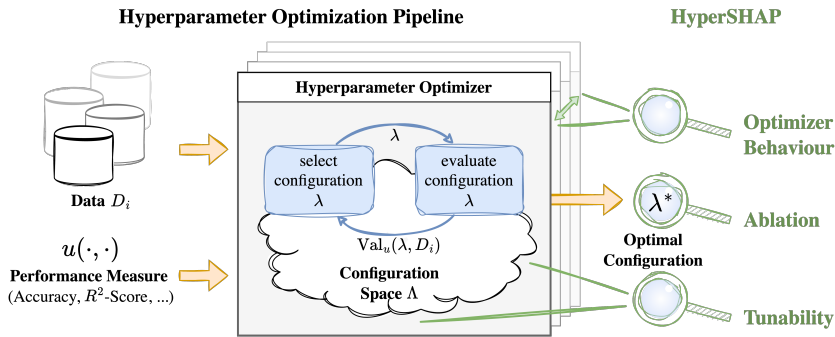 Hyperparameter Optimization Pipeline
HyperSHAP
Hyperparameter Optimizer
λ
select
configuration
λ
evaluate
configuration
λ
Val_u(λ, D_i)
Configuration
Space Λ
Data D_i
u(·, ·)
Performance Measure
(Accuracy, R²-Score, ...)
λ*
Optimal
Configuration
Optimizer
Behaviour
Ablation
Tunability